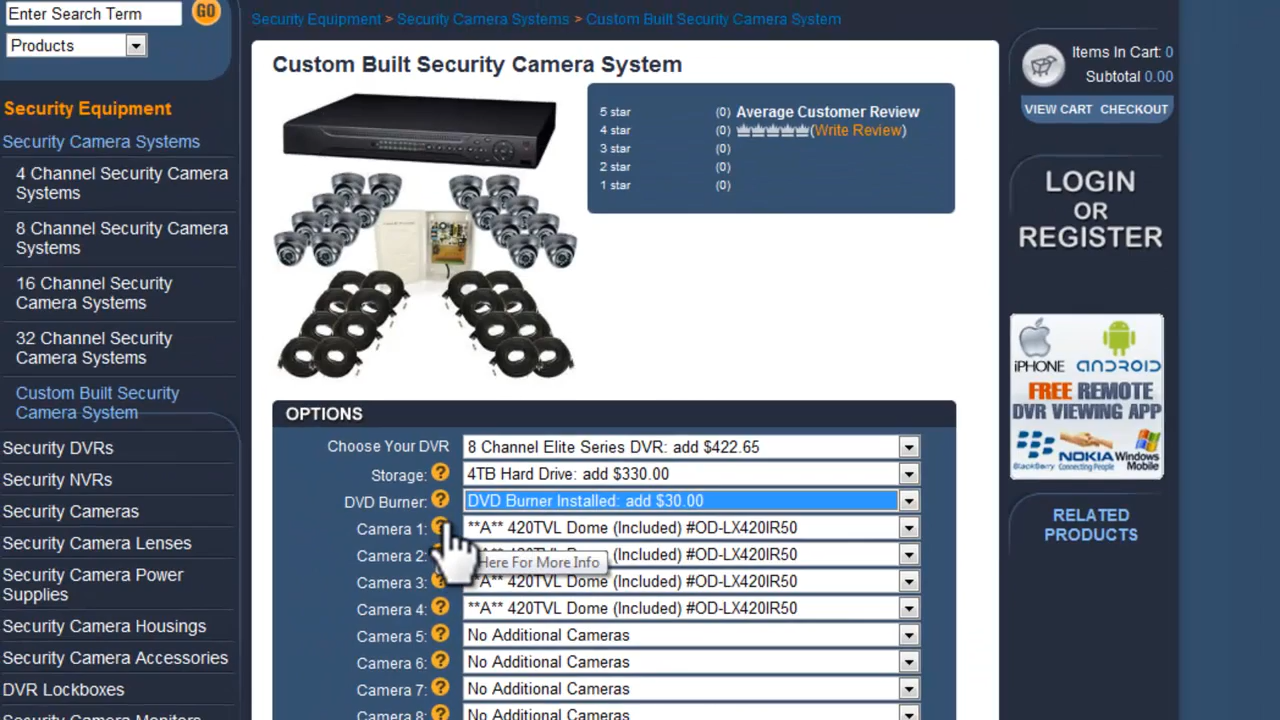 Enter Search Term
GO
Products
Security Equipment
Security Camera Systems
4 Channel Security Camera
Systems
8 Channel Security Camera
Systems
16 Channel Security
Camera Systems
32 Channel Security
Camera Systems
Custom Built Security
Camera System
Security DVRs
Security NVRs
Security Cameras
Security Camera Lenses
Security Camera Power
Supplies
Security Camera Housings
Security Camera Accessories
DVR Lockboxes
Security Camera Monitors
Security Equipment > Security Camera Systems > Custom Built Security Camera System
Custom Built Security Camera System
5 star (0) Average Customer Review
4 star (0) (Write Review)
3 star (0)
2 star (0)
1 star (0)
OPTIONS
Choose Your DVR 8 Channel Elite Series DVR: add $422.65
Storage: ? 4TB Hard Drive: add $330.00
DVD Burner: ? DVD Burner Installed: add $30.00
Camera 1: ? **A** 420TVL Dome (Included) #OD-LX420IR50
Camera 2: (Included) #OD-LX420IR50
Here For More Info
Camera 3: ? **A** 420TVL Dome (Included) #OD-LX420IR50
Camera 4: ? **A** 420TVL Dome (Included) #OD-LX420IR50
Camera 5: ? No Additional Cameras
Camera 6: ? No Additional Cameras
Camera 7: ? No Additional Cameras
Camera 8: ? No Additional Cameras
Items In Cart: 0
Subtotal 0.00
VIEW CART CHECKOUT
LOGIN
OR
REGISTER
iPHONE ANDROID
FREE REMOTE
DVR VIEWING APP
BlackBerry NOKIA Connecting People Windows Mobile
RELATED
PRODUCTS